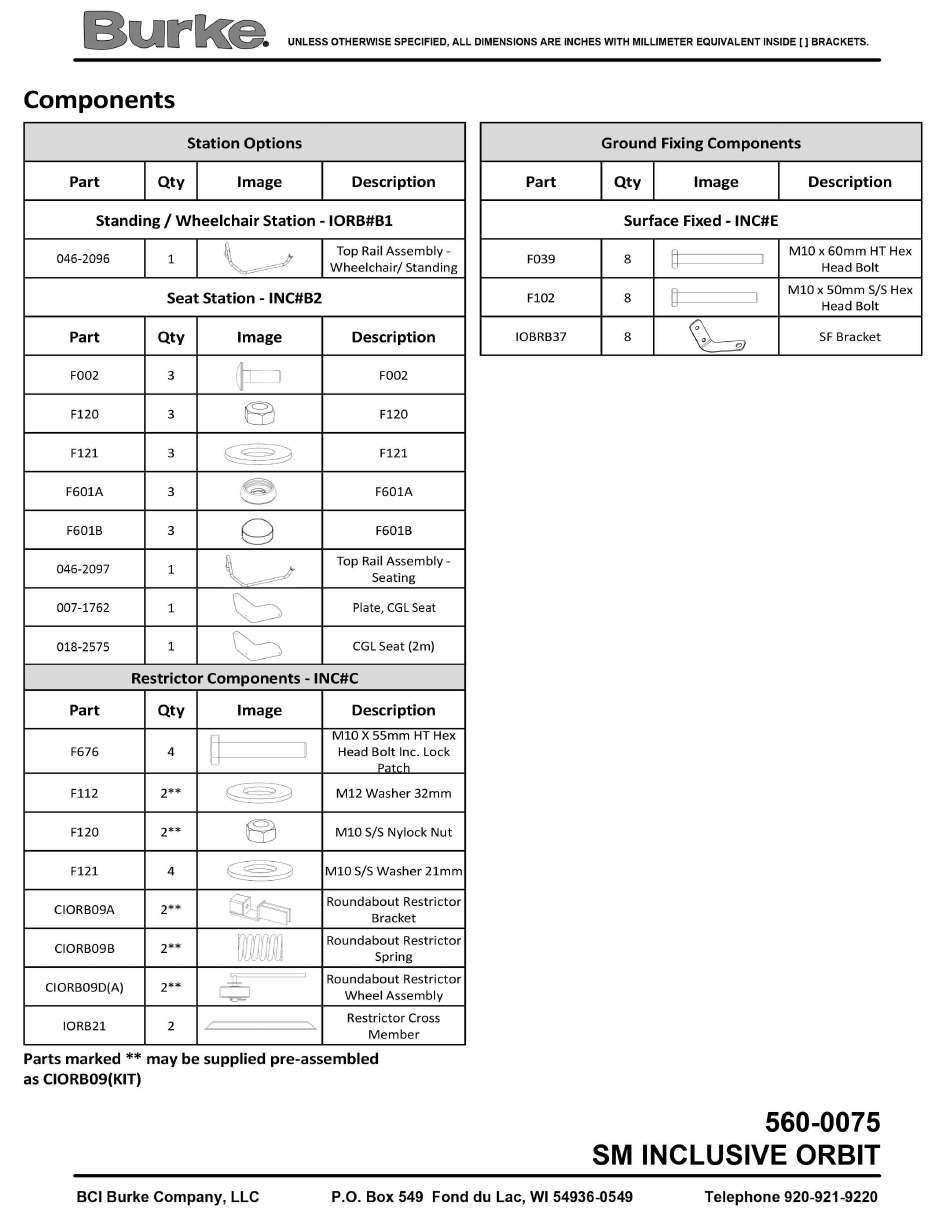 Burke.
UNLESS OTHERWISE SPECIFIED, ALL DIMENSIONS ARE INCHES WITH MILLIMETER EQUIVALENT INSIDE [ ] BRACKETS.
Components
Station Options
Part Qty Image Description
Standing / Wheelchair Station - IORB#B1
046-2096 1 Top Rail Assembly -
Wheelchair/ Standing
Seat Station - INC#B2
Part Qty Image Description
F002 3 F002
F120 3 F120
F121 3 F121
F601A 3 F601A
F601B 3 F601B
046-2097 1 Top Rail Assembly -
Seating
007-1762 1 Plate, CGL Seat
018-2575 1 CGL Seat (2m)
Restrictor Components - INC#C
Part Qty Image Description
F676 4 M10 X 55mm HT Hex
Head Bolt Inc. Lock
Patch
F112 2** M12 Washer 32mm
F120 2** M10 S/S Nylock Nut
F121 4 M10 S/S Washer 21mm
CIORB09A 2** Roundabout Restrictor
Bracket
CIORB09B 2** Roundabout Restrictor
Spring
CIORB09D(A) 2** Roundabout Restrictor
Wheel Assembly
IORB21 2 Restrictor Cross
Member
Parts marked ** may be supplied pre-assembled
as CIORB09(KIT)
Ground Fixing Components
Part Qty Image Description
Surface Fixed - INC#E
F039 8 M10 x 60mm HT Hex
Head Bolt
F102 8 M10 x 50mm S/S Hex
Head Bolt
IOBRB37 8 SF Bracket
560-0075
SM INCLUSIVE ORBIT
BCI Burke Company, LLC P.O. Box 549 Fond du Lac, WI 54936-0549 Telephone 920-921-9220